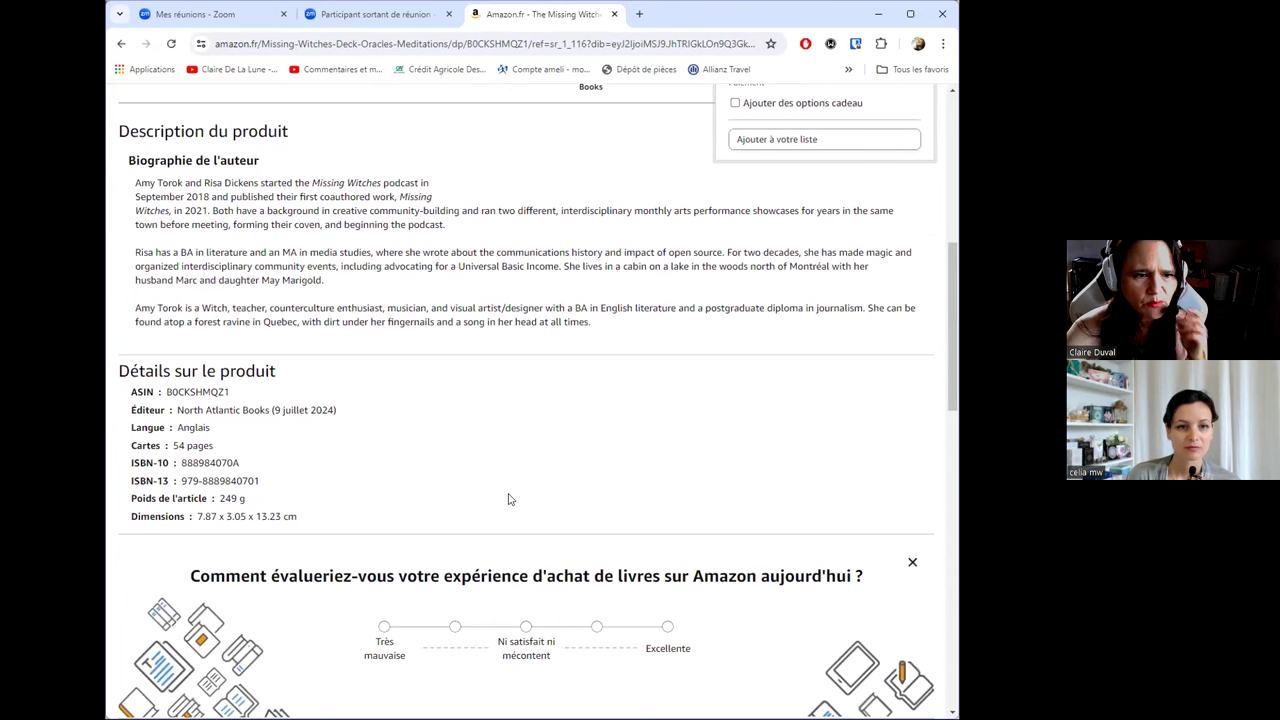 Mes réunions - Zoom
Participant sortant de réunion -
Amazon.fr - The Missing Witche
amazon.fr/Missing-Witches-Deck-Oracles-Meditations/dp/B0CKSHMQZ1/ref=sr_1_116?dib=eyJ2IjoiMSJ9.JhTRIGkLOn9Q3Gk...
Applications
Claire De La Lune -...
Commentaires et m...
Crédit Agricole Des...
Compte ameli - mo...
Dépôt de pièces
Allianz Travel
Tous les favoris
Books
Ajouter des options cadeau
Ajouter à votre liste
Description du produit
Biographie de l'auteur
Amy Torok and Risa Dickens started the Missing Witches podcast in
September 2018 and published their first coauthored work, Missing
Witches, in 2021. Both have a background in creative community-building and ran two different, interdisciplinary monthly arts performance showcases for years in the same
town before meeting, forming their coven, and beginning the podcast.
Risa has a BA in literature and an MA in media studies, where she wrote about the communications history and impact of open source. For two decades, she has made magic and
organized interdisciplinary community events, including advocating for a Universal Basic Income. She lives in a cabin on a lake in the woods north of Montréal with her
husband Marc and daughter May Marigold.
Amy Torok is a Witch, teacher, counterculture enthusiast, musician, and visual artist/designer with a BA in English literature and a postgraduate diploma in journalism. She can be
found atop a forest ravine in Quebec, with dirt under her fingernails and a song in her head at all times.
Détails sur le produit
ASIN : B0CKSHMQZ1
Éditeur : North Atlantic Books (9 juillet 2024)
Langue : Anglais
Cartes : 54 pages
ISBN-10 : 888984070A
ISBN-13 : 979-8889840701
Poids de l'article : 249 g
Dimensions : 7.87 x 3.05 x 13.23 cm
Comment évalueriez-vous votre expérience d'achat de livres sur Amazon aujourd'hui ?
Très
mauvaise
Ni satisfait ni
mécontent
Excellente
Claire Duval
celia mw